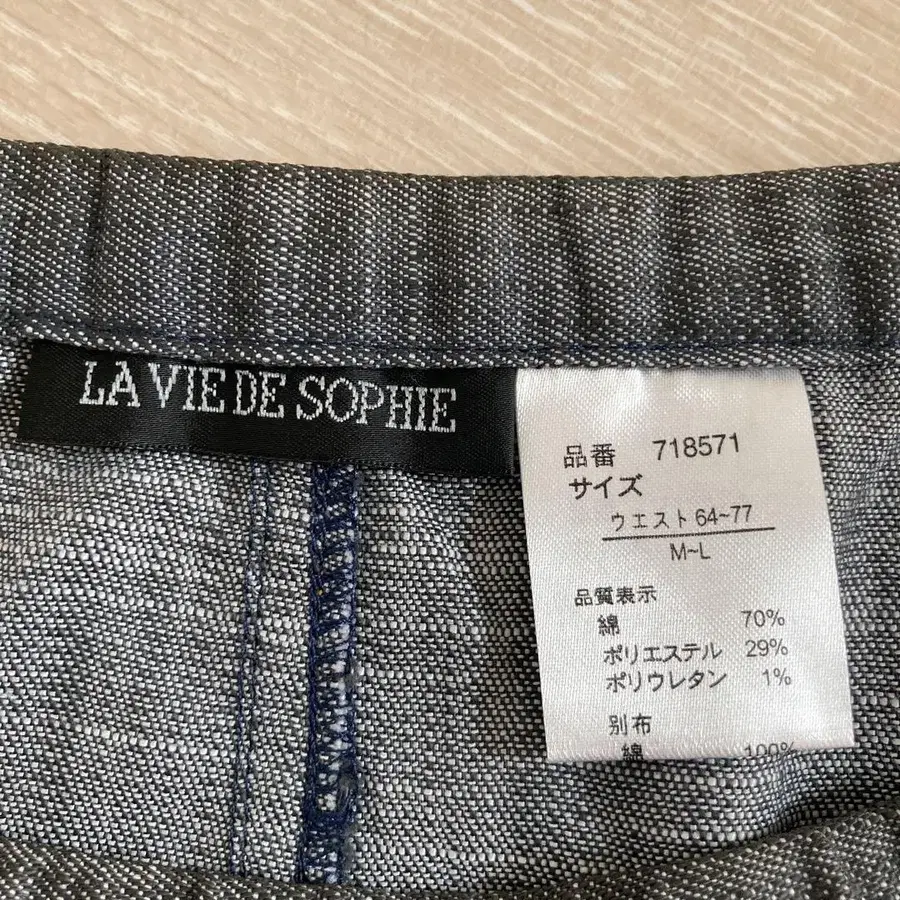 LA VIE DE SOPHIE
品番 718571
サイズ
ウエスト 64~77
M~L
品質表示
綿 70%
ポリエステル 29%
ポリウレタン 1%
別布
綿 100%